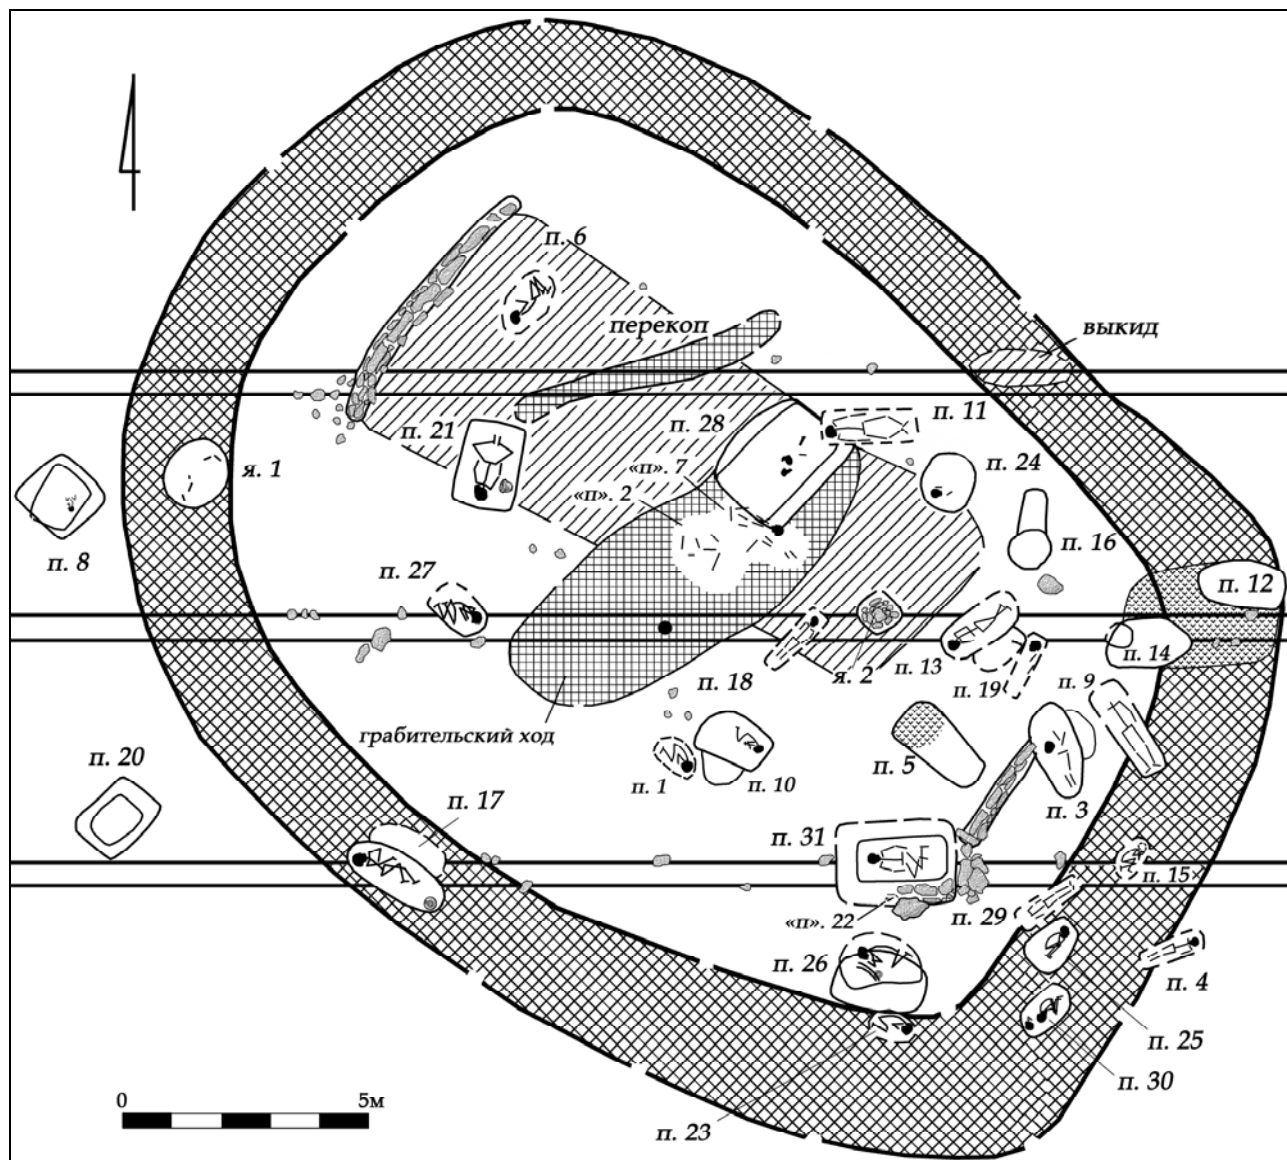 п. 6
перекоп
выкид
п. 11
п. 28
п. 21
«п». 7
я. 1
п. 24
«п». 2
п. 16
п. 8
п. 27
п. 12
п. 14
п. 13
я. 2
п. 18
п. 19
п. 9
грабительский ход
п. 20
п. 5
п. 1
п. 10
п. 17
п. 3
п. 31
п. 15
«п». 22
п. 29
п. 26
п. 4
п. 25
п. 30
0 5м
п. 23